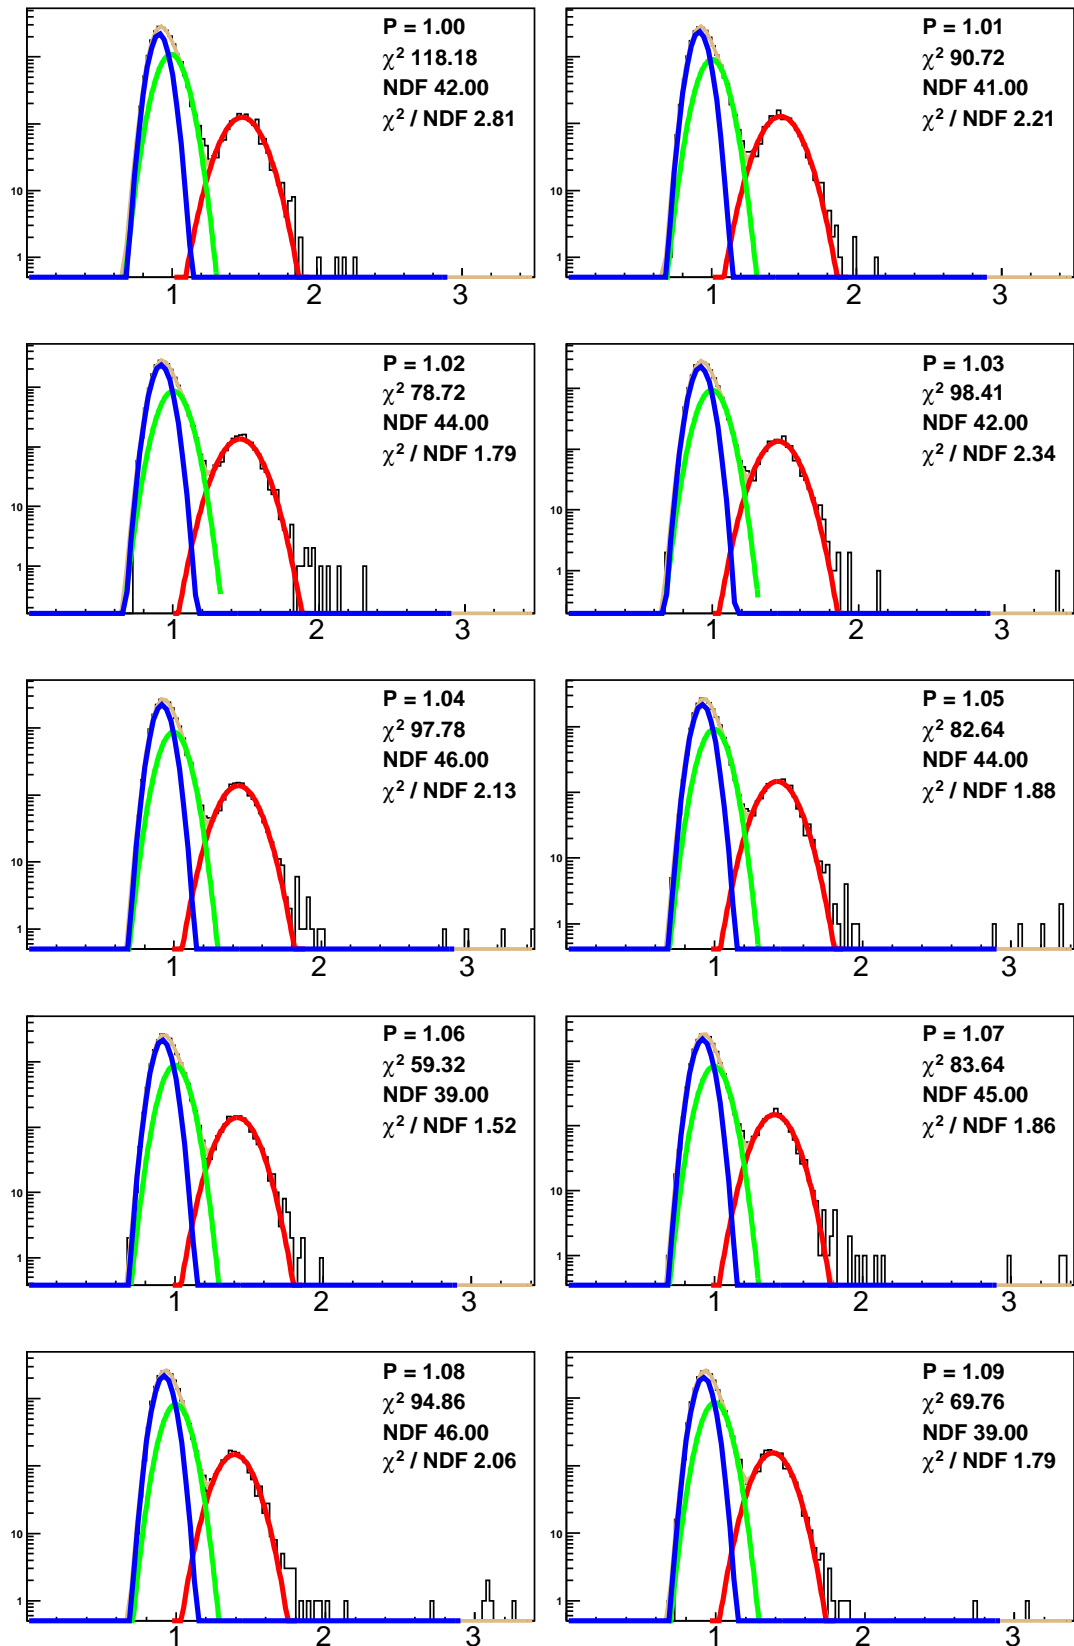 P = 1.00
χ² 118.18
NDF 42.00
χ² / NDF 2.81
10
1
1 2 3
P = 1.01
χ² 90.72
NDF 41.00
χ² / NDF 2.21
10
1
1 2 3
P = 1.02
χ² 78.72
NDF 44.00
χ² / NDF 1.79
10
1
1 2 3
P = 1.03
χ² 98.41
NDF 42.00
χ² / NDF 2.34
10
1
1 2 3
P = 1.04
χ² 97.78
NDF 46.00
χ² / NDF 2.13
10
1
1 2 3
P = 1.05
χ² 82.64
NDF 44.00
χ² / NDF 1.88
10
1
1 2 3
P = 1.06
χ² 59.32
NDF 39.00
χ² / NDF 1.52
10
1
1 2 3
P = 1.07
χ² 83.64
NDF 45.00
χ² / NDF 1.86
10
1
1 2 3
P = 1.08
χ² 94.86
NDF 46.00
χ² / NDF 2.06
10
1
1 2 3
P = 1.09
χ² 69.76
NDF 39.00
χ² / NDF 1.79
10
1
1 2 3